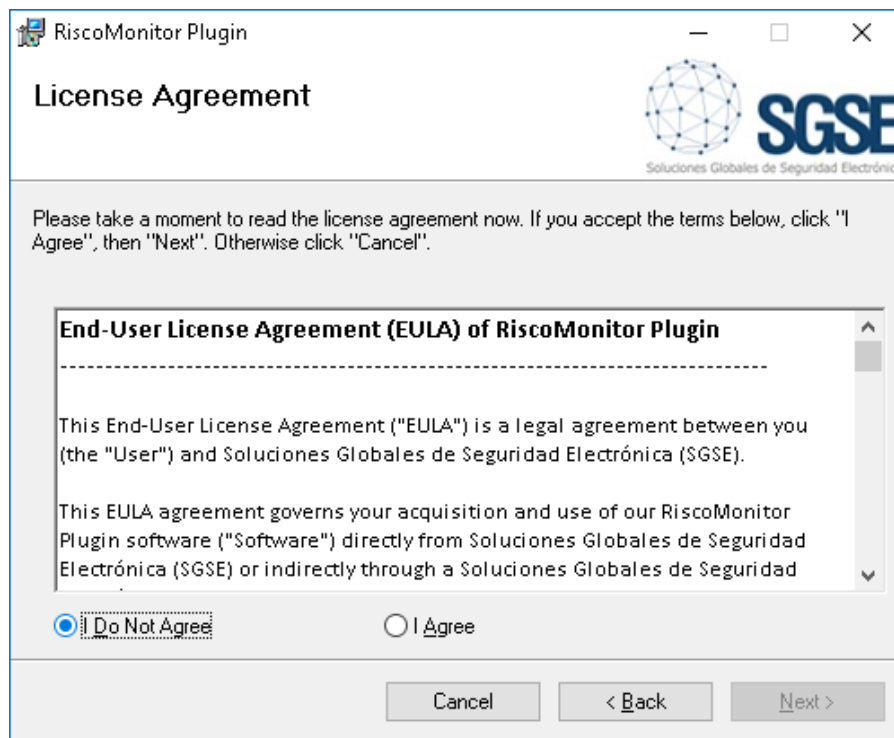 RiscoMonitor Plugin
License Agreement
SGSE
Soluciones Globales de Seguridad Electrónic
Please take a moment to read the license agreement now. If you accept the terms below, click "I
Agree", then "Next". Otherwise click "Cancel".
End-User License Agreement (EULA) of RiscoMonitor Plugin
-------------------------------------------------------------------------------
This End-User License Agreement ("EULA") is a legal agreement between you
(the "User") and Soluciones Globales de Seguridad Electrónica (SGSE).
This EULA agreement governs your acquisition and use of our RiscoMonitor
Plugin software ("Software") directly from Soluciones Globales de Seguridad
Electrónica (SGSE) or indirectly through a Soluciones Globales de Seguridad
I Do Not Agree
I Agree
Cancel
< Back
Next >